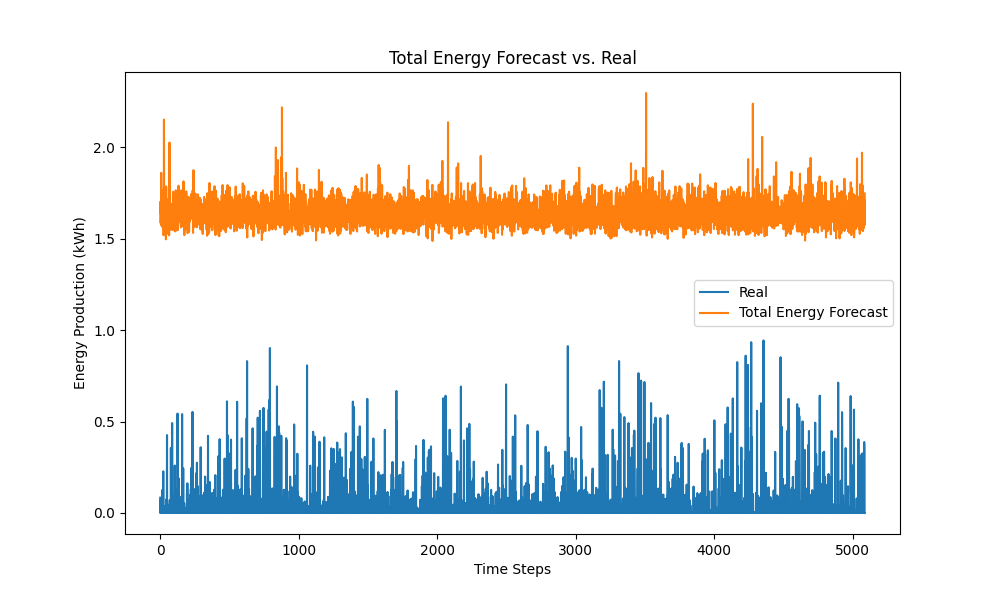 Total Energy Forecast vs. Real
Energy Production (kWh)
2.0
1.5
1.0
0.5
0.0
Real
Total Energy Forecast
0
1000
2000
3000
4000
5000
Time Steps